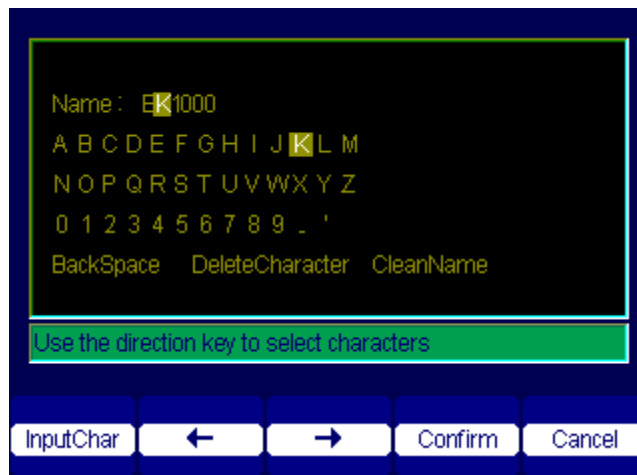 Name: EK1000
A B C D E F G H I J K L M
N O P Q R S T U V W X Y Z
0 1 2 3 4 5 6 7 8 9 _ '
BackSpace DeleteCharacter CleanName
Use the direction key to select characters
InputChar ← → Confirm Cancel